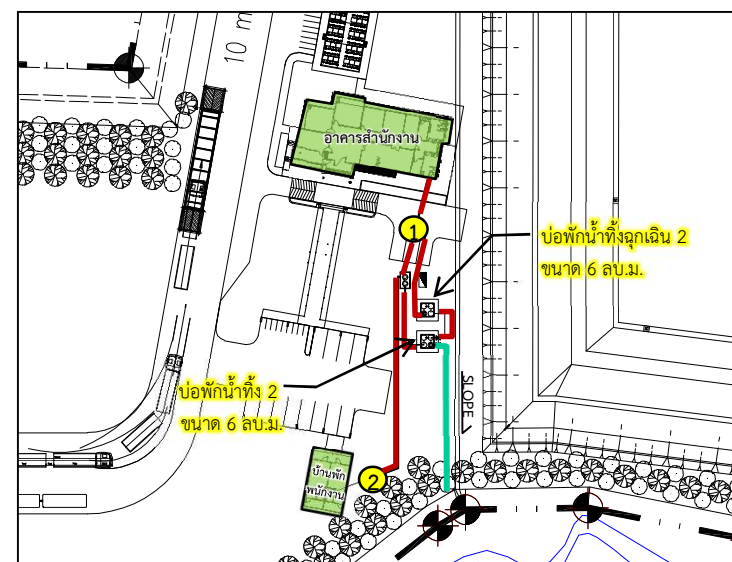 10 m
อาคารสำนักงาน
1
บ่อพักน้ำทิ้งฉุกเฉิน 2
ขนาด 6 ลบ.ม.
SLOPE
บ่อพักน้ำทิ้ง 2
ขนาด 6 ลบ.ม.
บ้านพัก
พนักงาน
2